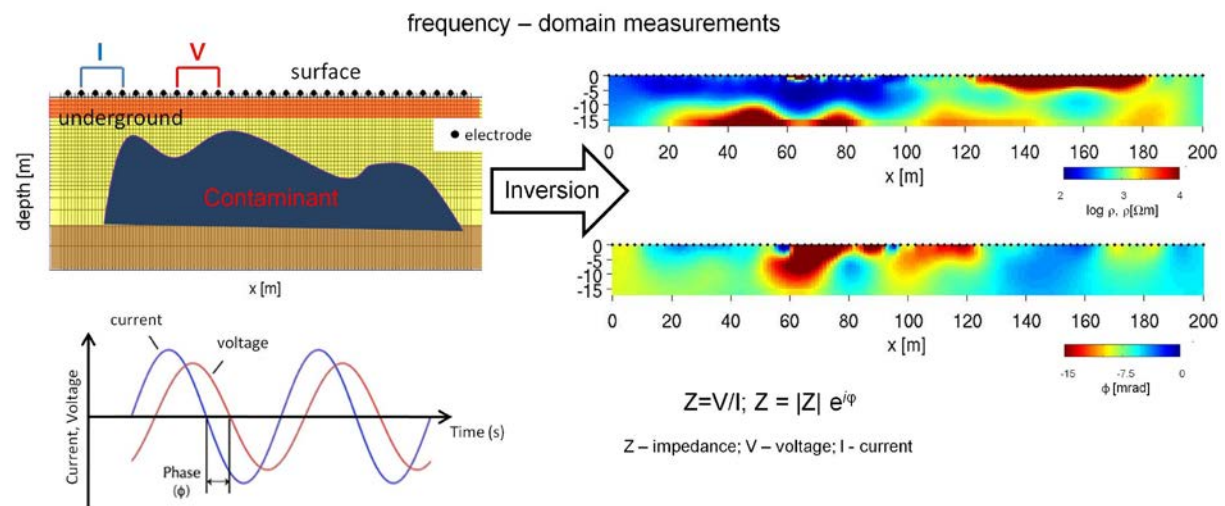 frequency – domain measurements
I
V
surface
underground
electrode
depth [m]
Contaminant
x [m]
Inversion
0
-5
-10
-15
0 20 40 60 80 100 120 140 160 180 200
x [m]
2 3 4
log ρ, ρ[Ωm]
0
-5
-10
-15
0 20 40 60 80 100 120 140 160 180 200
x [m]
-15 -7.5 0
ϕ [mrad]
current
voltage
Current, Voltage
Time (s)
Phase
(ϕ)
Z=V/I; Z = |Z| e^{iφ}
Z – impedance; V – voltage; I - current